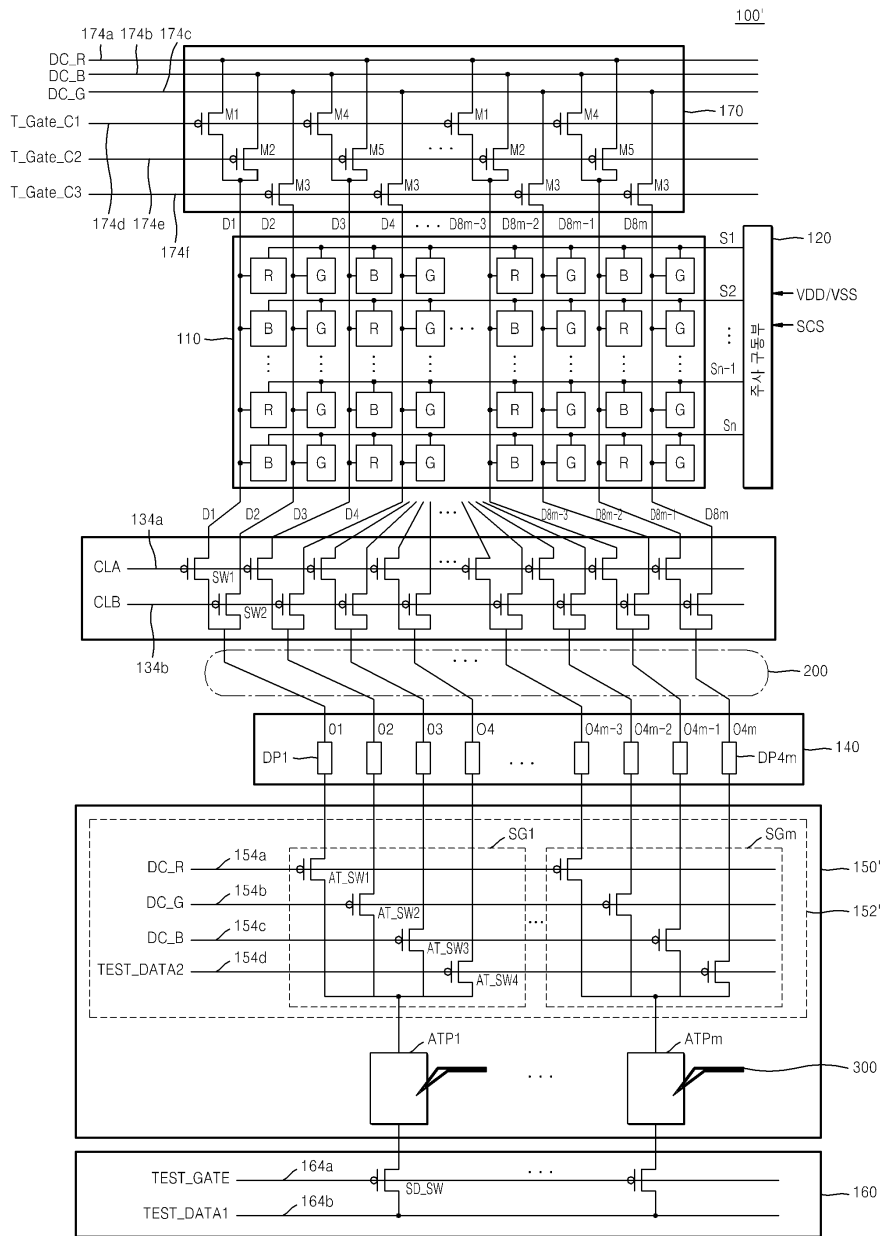 100'
174a 174b 174c
DC_R
DC_B
DC_G
M1 M4 M1 M4
170
T_Gate_C1
T_Gate_C2
M2 M5 ... M2 M5
T_Gate_C3
M3 M3 M3 M3
174d 174e 174f
D1 D2 D3 D4 ... D8m-3 D8m-2 D8m-1 D8m
S1
120
R G B G R G B G
S2
VDD/VSS
B G R G ... B G R G
SCS
110
주사 구동부
Sn-1
R G B G R G B G
Sn
B G R G B G R G
D1 D2 D3 D4 ... D8m-3 D8m-2 D8m-1 D8m
134a
CLA
SW1
...
CLB
SW2
134b
...
200
O1 O2 O3 O4 O4m-3 O4m-2 O4m-1 O4m
140
DP1 ... DP4m
SG1 SGm
DC_R 154a
AT_SW1
150'
DC_G 154b
AT_SW2
152'
...
DC_B 154c
AT_SW3
TEST_DATA2 154d
AT_SW4
ATP1 ATPm
300
...
TEST_GATE 164a
SD_SW
...
160
TEST_DATA1 164b